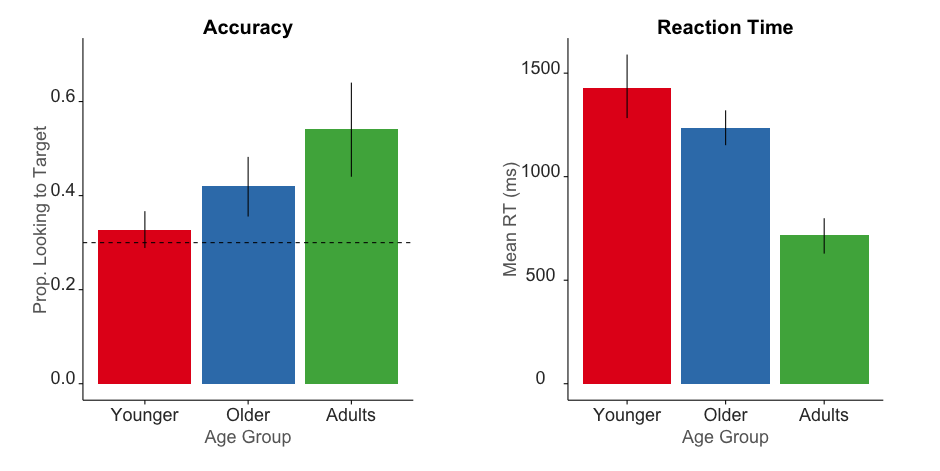 Accuracy
Prop. Looking to Target
0.6
0.4
0.2
0.0
Younger Older Adults
Age Group
Reaction Time
Mean RT (ms)
1500
1000
500
0
Younger Older Adults
Age Group